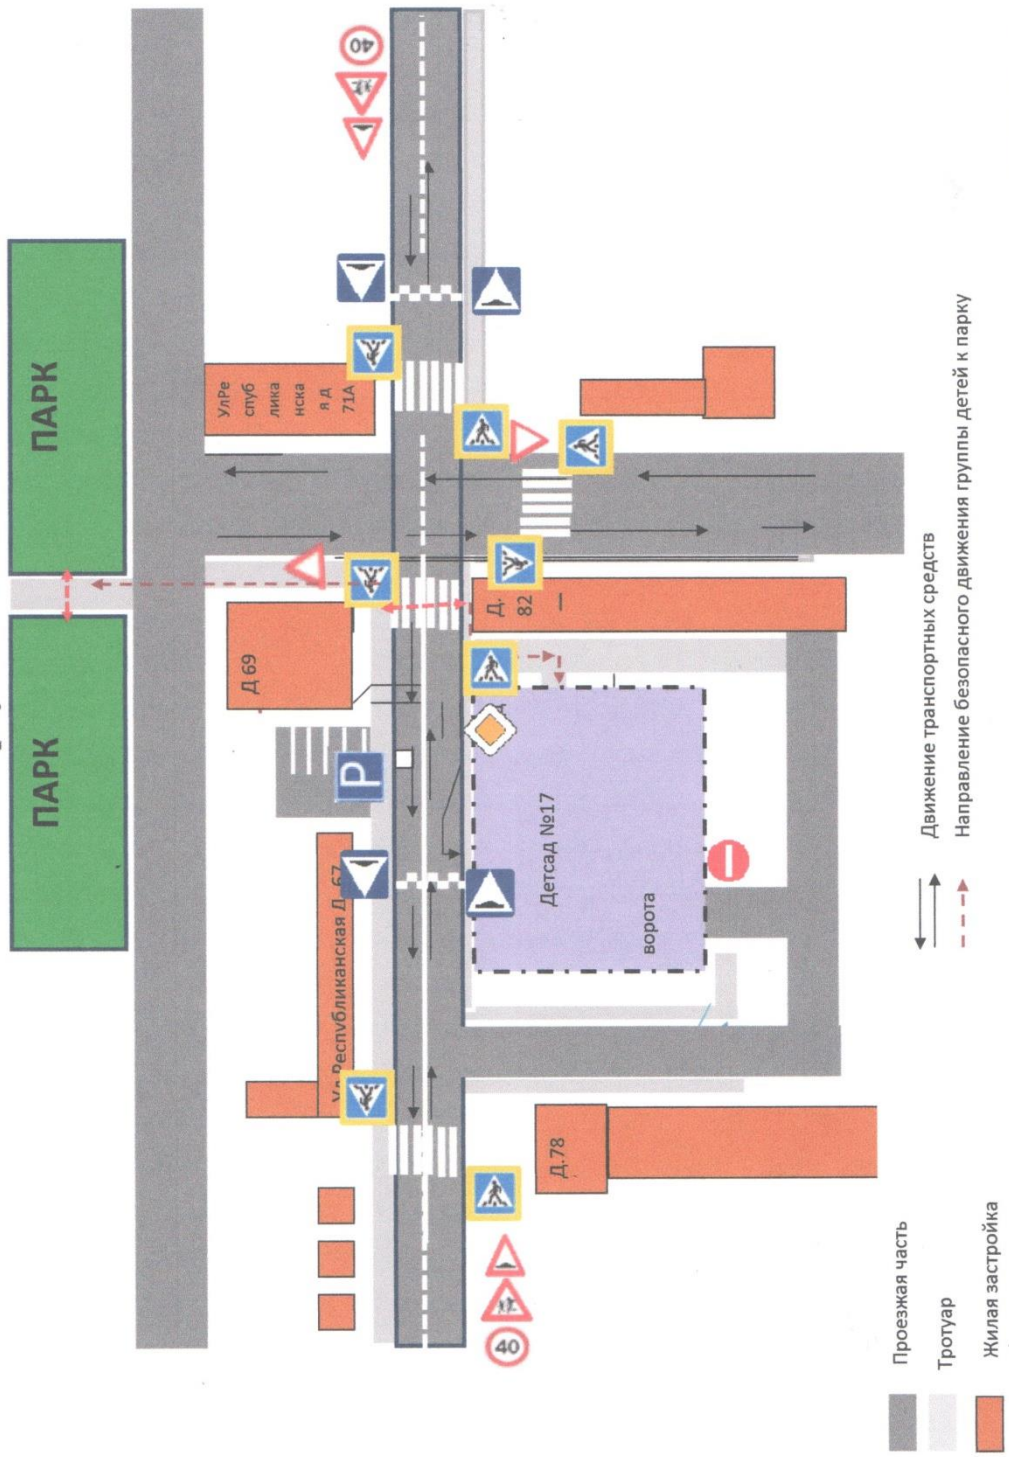 ПАРК
ПАРК
40
УлРе
спуб
лика
нска
я д
71А
Д 69
Р
Ул.Республиканская Д 67
Д.
82
Детсад №17
ворота
Д.78
40
Движение транспортных средств
Направление безопасного движения группы детей к парку
Проезжая часть
Тротуар
Жилая застройка